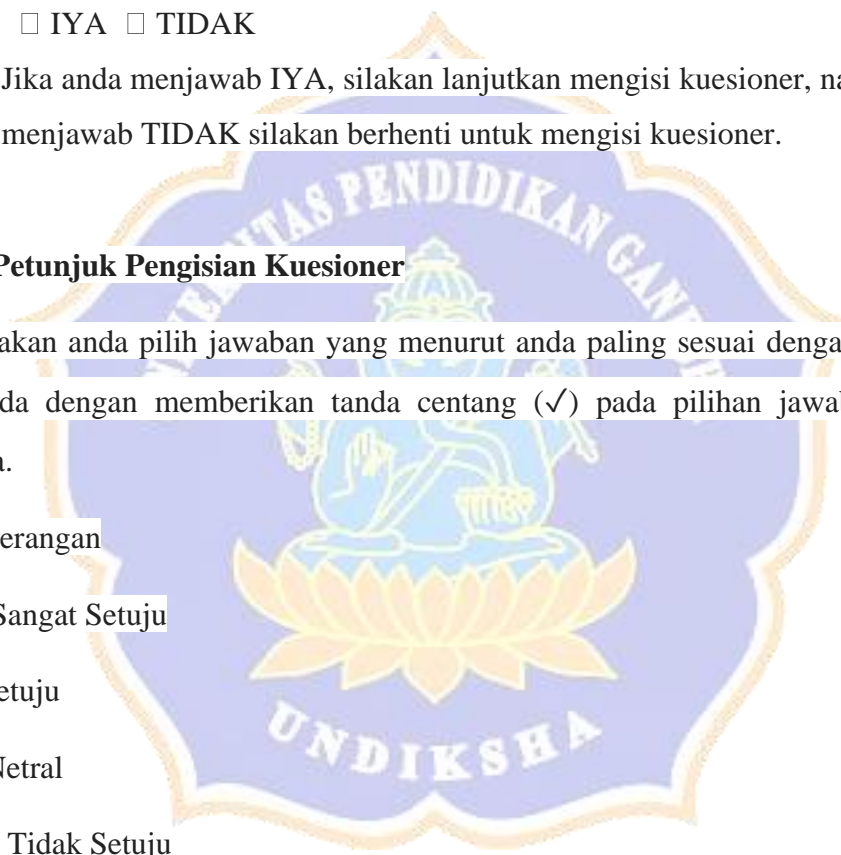 □ IYA □ TIDAK
Jika anda menjawab IYA, silakan lanjutkan mengisi kuesioner, na
menjawab TIDAK silakan berhenti untuk mengisi kuesioner.
PENDIDIKAN
Petunjuk Pengisian Kuesioner
akan anda pilih jawaban yang menurut anda paling sesuai denga
da dengan memberikan tanda centang (✓) pada pilihan jawab
a.
erangan
Sangat Setuju
etuju
Netral
Tidak Setuju
UNDIKSHA